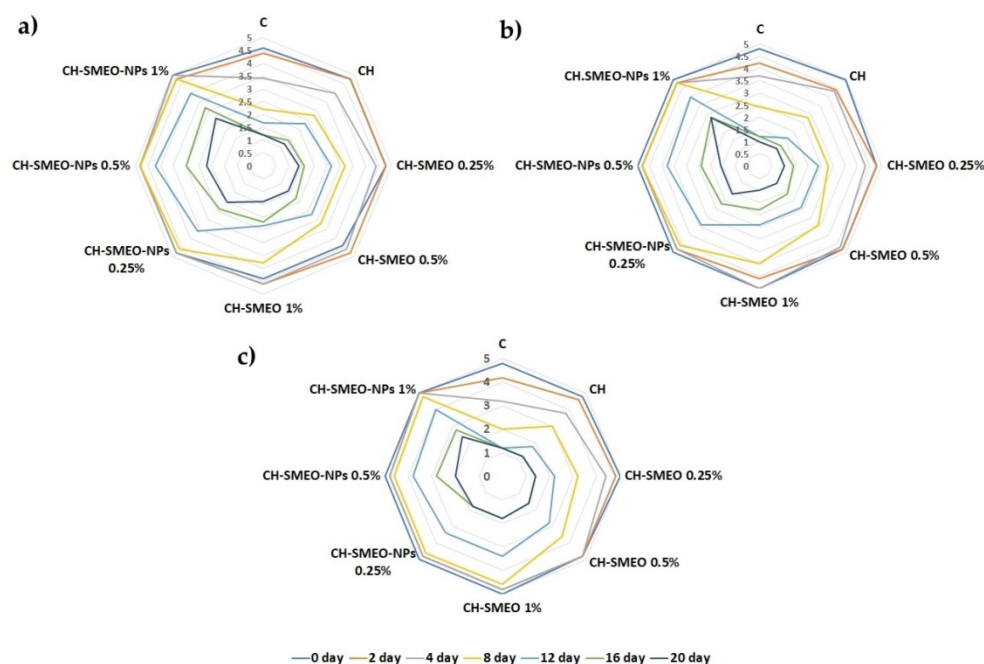 a)
C
5
4.5
4
3.5
3
2.5
2
1.5
1
0.5
0
CH
CH-SMEO 0.25%
CH-SMEO 0.5%
CH-SMEO 1%
CH-SMEO-NPs
0.25%
CH-SMEO-NPs 0.5%
CH-SMEO-NPs 1%
b)
C
5
4.5
4
3.5
3
2.5
2
1.5
1
0.5
0
CH
CH-SMEO 0.25%
CH-SMEO 0.5%
CH-SMEO 1%
CH-SMEO-NPs
0.25%
CH-SMEO-NPs 0.5%
CH.SMEO-NPs 1%
c)
C
5
4
3
2
1
0
CH
CH-SMEO 0.25%
CH-SMEO 0.5%
CH-SMEO 1%
CH-SMEO-NPs
0.25%
CH-SMEO-NPs 0.5%
CH-SMEO-NPs 1%
0 day 2 day 4 day 8 day 12 day 16 day 20 day